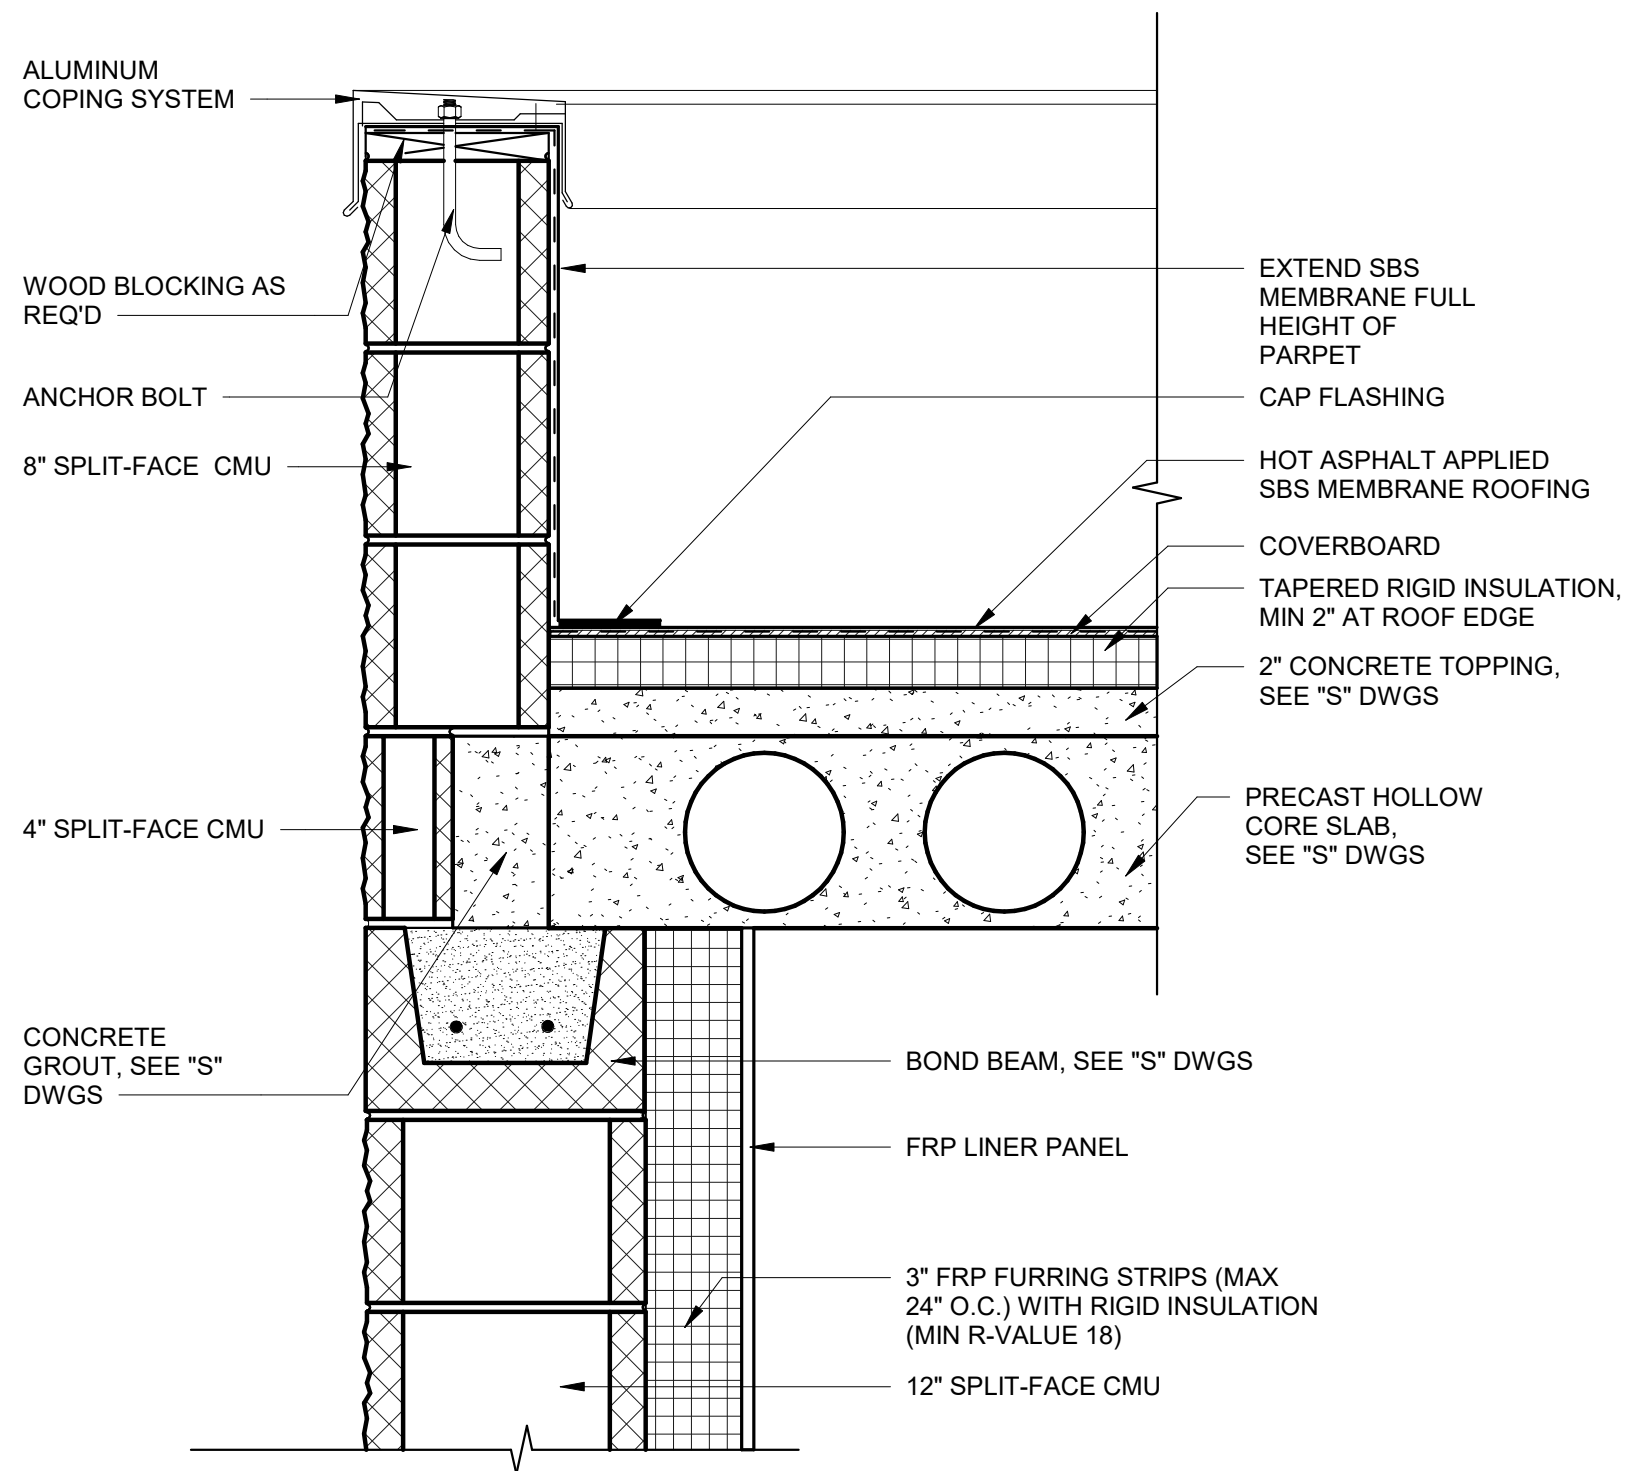 ALUMINUM
COPING SYSTEM
WOOD BLOCKING AS
REQ'D
ANCHOR BOLT
8" SPLIT-FACE CMU
4" SPLIT-FACE CMU
CONCRETE
GROUT, SEE "S"
DWGS
EXTEND SBS
MEMBRANE FULL
HEIGHT OF
PARPET
CAP FLASHING
HOT ASPHALT APPLIED
SBS MEMBRANE ROOFING
COVERBOARD
TAPERED RIGID INSULATION,
MIN 2" AT ROOF EDGE
2" CONCRETE TOPPING,
SEE "S" DWGS
PRECAST HOLLOW
CORE SLAB,
SEE "S" DWGS
BOND BEAM, SEE "S" DWGS
FRP LINER PANEL
3" FRP FURRING STRIPS (MAX
24" O.C.) WITH RIGID INSULATION
(MIN R-VALUE 18)
12" SPLIT-FACE CMU